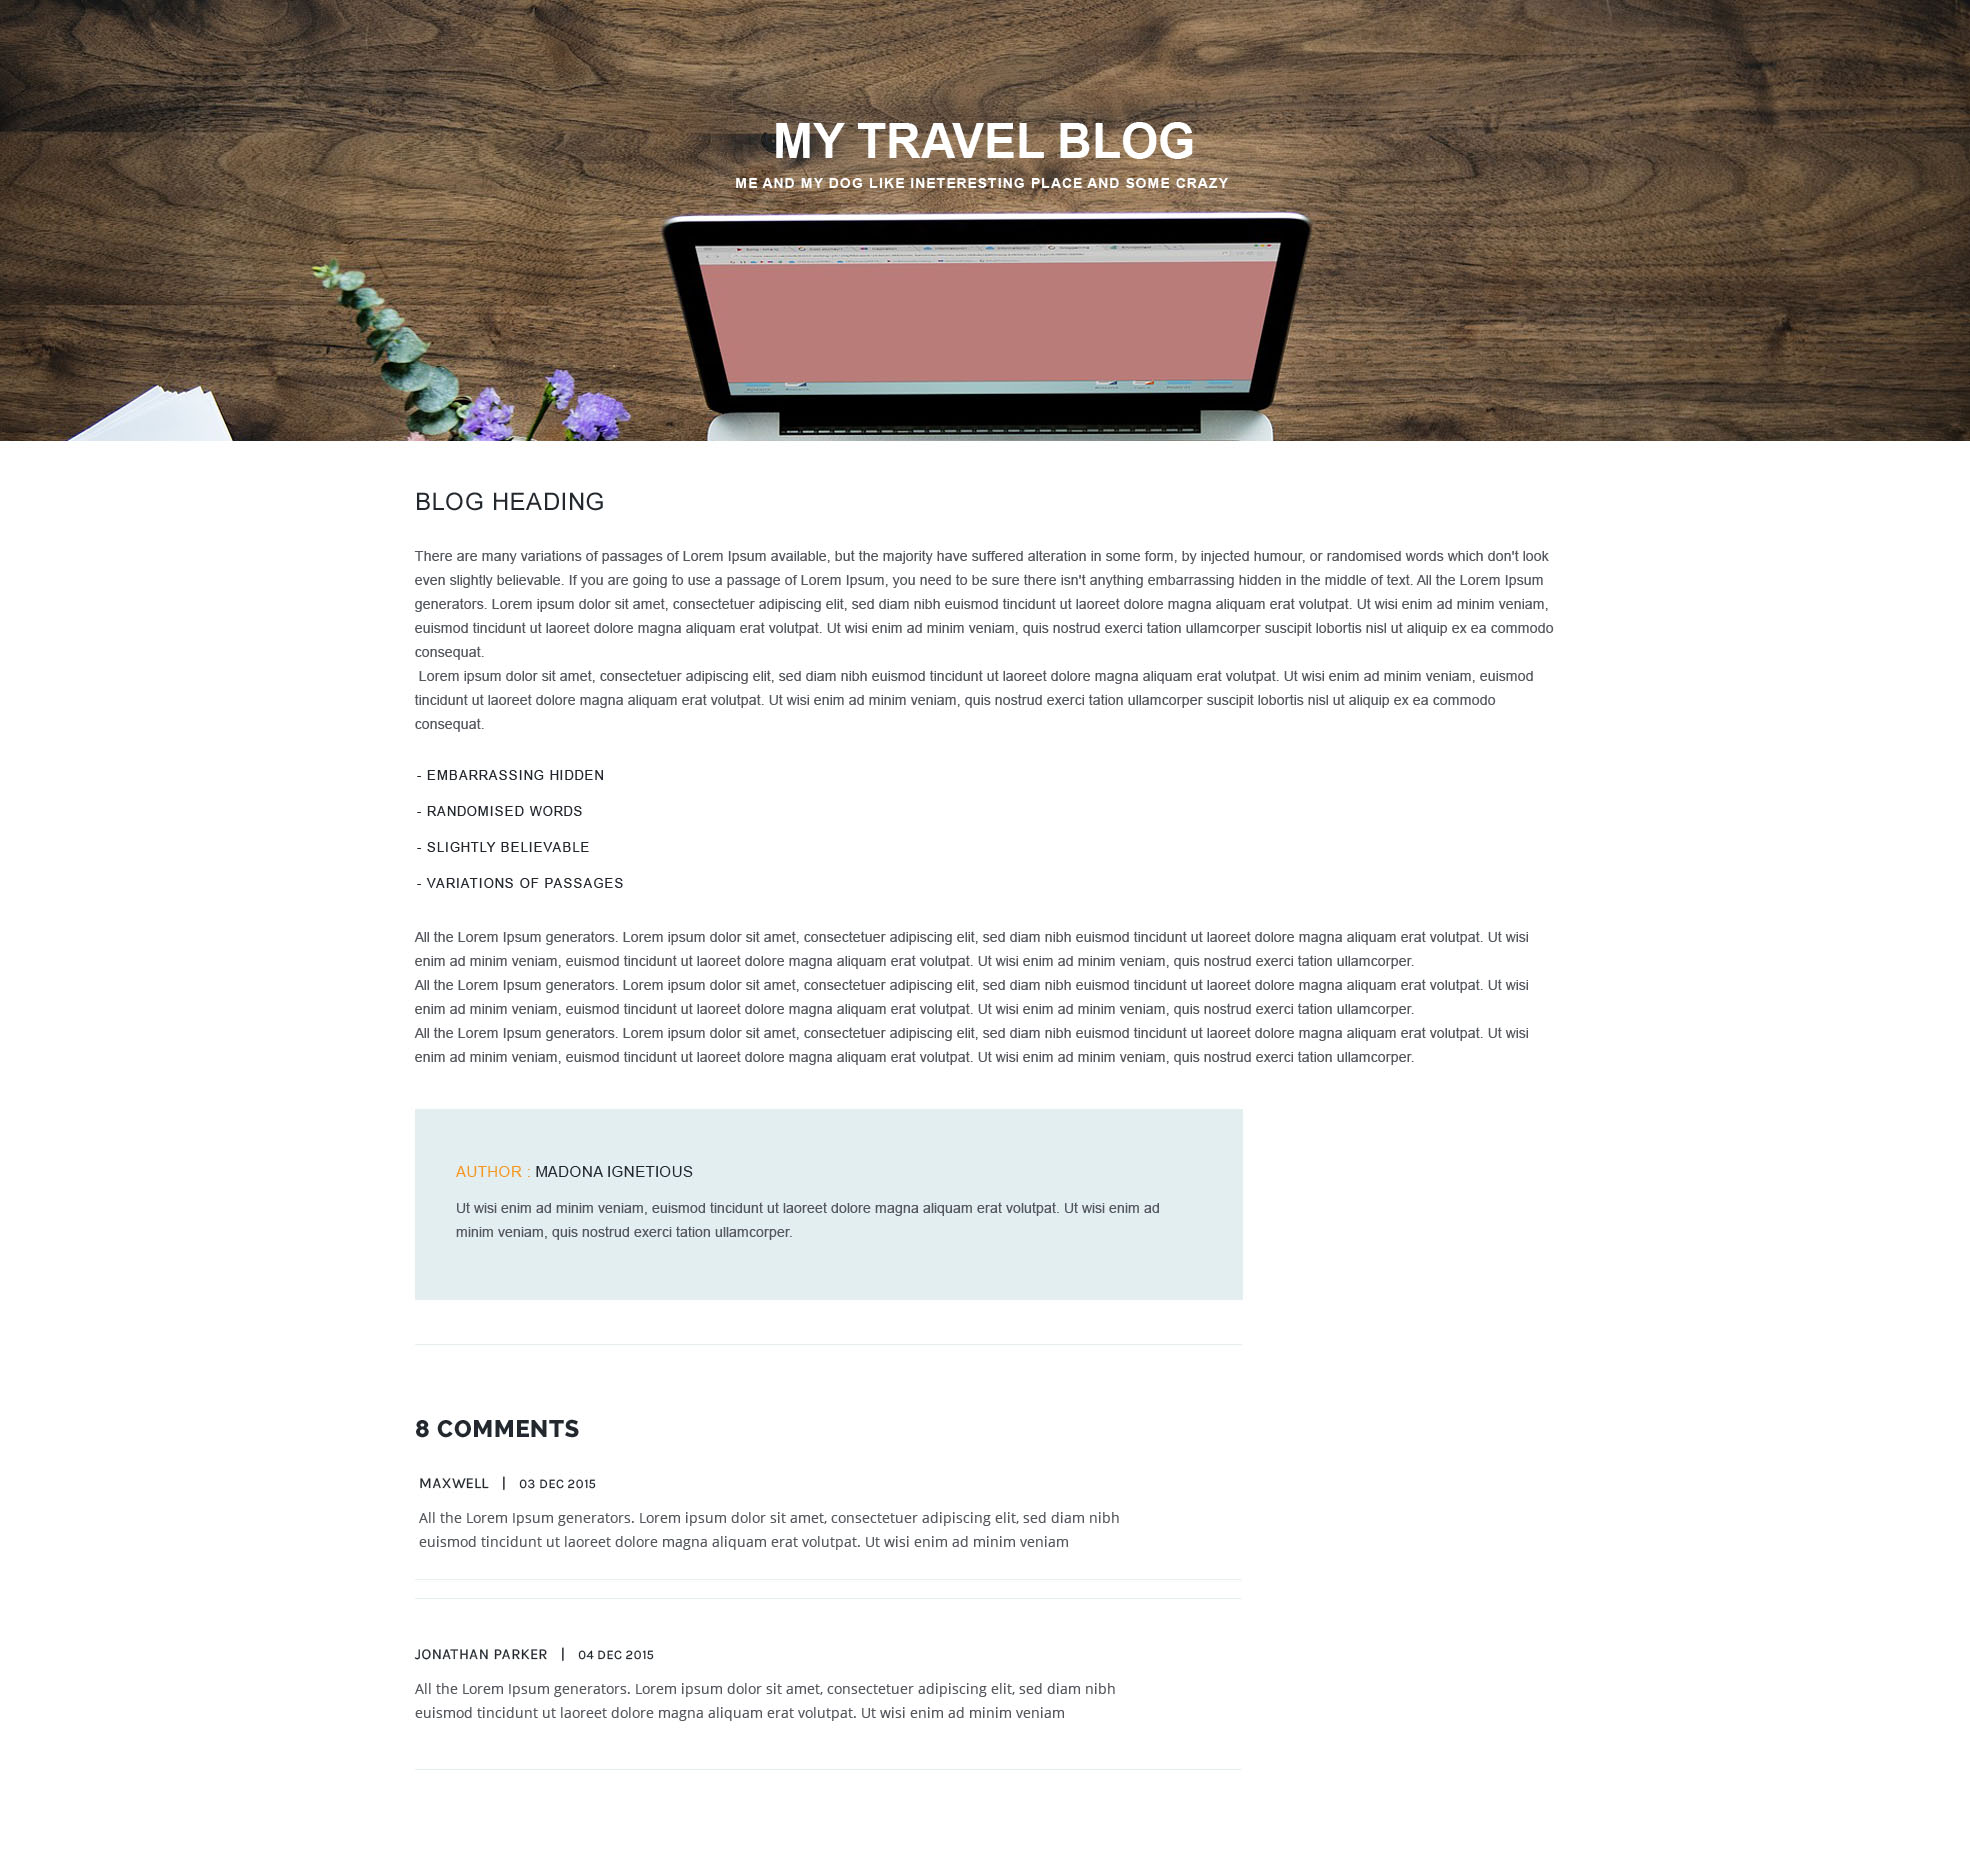 MY TRAVEL BLOG
ME AND MY DOG LIKE INETERESTING PLACE AND SOME CRAZY
BLOG HEADING
There are many variations of passages of Lorem Ipsum available, but the majority have suffered alteration in some form, by injected humour, or randomised words which don't look
even slightly believable. If you are going to use a passage of Lorem Ipsum, you need to be sure there isn't anything embarrassing hidden in the middle of text. All the Lorem Ipsum
generators. Lorem ipsum dolor sit amet, consectetuer adipiscing elit, sed diam nibh euismod tincidunt ut laoreet dolore magna aliquam erat volutpat. Ut wisi enim ad minim veniam,
euismod tincidunt ut laoreet dolore magna aliquam erat volutpat. Ut wisi enim ad minim veniam, quis nostrud exerci tation ullamcorper suscipit lobortis nisl ut aliquip ex ea commodo
consequat.
Lorem ipsum dolor sit amet, consectetuer adipiscing elit, sed diam nibh euismod tincidunt ut laoreet dolore magna aliquam erat volutpat. Ut wisi enim ad minim veniam, euismod
tincidunt ut laoreet dolore magna aliquam erat volutpat. Ut wisi enim ad minim veniam, quis nostrud exerci tation ullamcorper suscipit lobortis nisl ut aliquip ex ea commodo
consequat.
- EMBARRASSING HIDDEN
- RANDOMISED WORDS
- SLIGHTLY BELIEVABLE
- VARIATIONS OF PASSAGES
All the Lorem Ipsum generators. Lorem ipsum dolor sit amet, consectetuer adipiscing elit, sed diam nibh euismod tincidunt ut laoreet dolore magna aliquam erat volutpat. Ut wisi
enim ad minim veniam, euismod tincidunt ut laoreet dolore magna aliquam erat volutpat. Ut wisi enim ad minim veniam, quis nostrud exerci tation ullamcorper.
All the Lorem Ipsum generators. Lorem ipsum dolor sit amet, consectetuer adipiscing elit, sed diam nibh euismod tincidunt ut laoreet dolore magna aliquam erat volutpat. Ut wisi
enim ad minim veniam, euismod tincidunt ut laoreet dolore magna aliquam erat volutpat. Ut wisi enim ad minim veniam, quis nostrud exerci tation ullamcorper.
All the Lorem Ipsum generators. Lorem ipsum dolor sit amet, consectetuer adipiscing elit, sed diam nibh euismod tincidunt ut laoreet dolore magna aliquam erat volutpat. Ut wisi
enim ad minim veniam, euismod tincidunt ut laoreet dolore magna aliquam erat volutpat. Ut wisi enim ad minim veniam, quis nostrud exerci tation ullamcorper.
AUTHOR : MADONA IGNETIOUS
Ut wisi enim ad minim veniam, euismod tincidunt ut laoreet dolore magna aliquam erat volutpat. Ut wisi enim ad
minim veniam, quis nostrud exerci tation ullamcorper.
8 COMMENTS
MAXWELL | 03 DEC 2015
All the Lorem Ipsum generators. Lorem ipsum dolor sit amet, consectetuer adipiscing elit, sed diam nibh
euismod tincidunt ut laoreet dolore magna aliquam erat volutpat. Ut wisi enim ad minim veniam
JONATHAN PARKER | 04 DEC 2015
All the Lorem Ipsum generators. Lorem ipsum dolor sit amet, consectetuer adipiscing elit, sed diam nibh
euismod tincidunt ut laoreet dolore magna aliquam erat volutpat. Ut wisi enim ad minim veniam